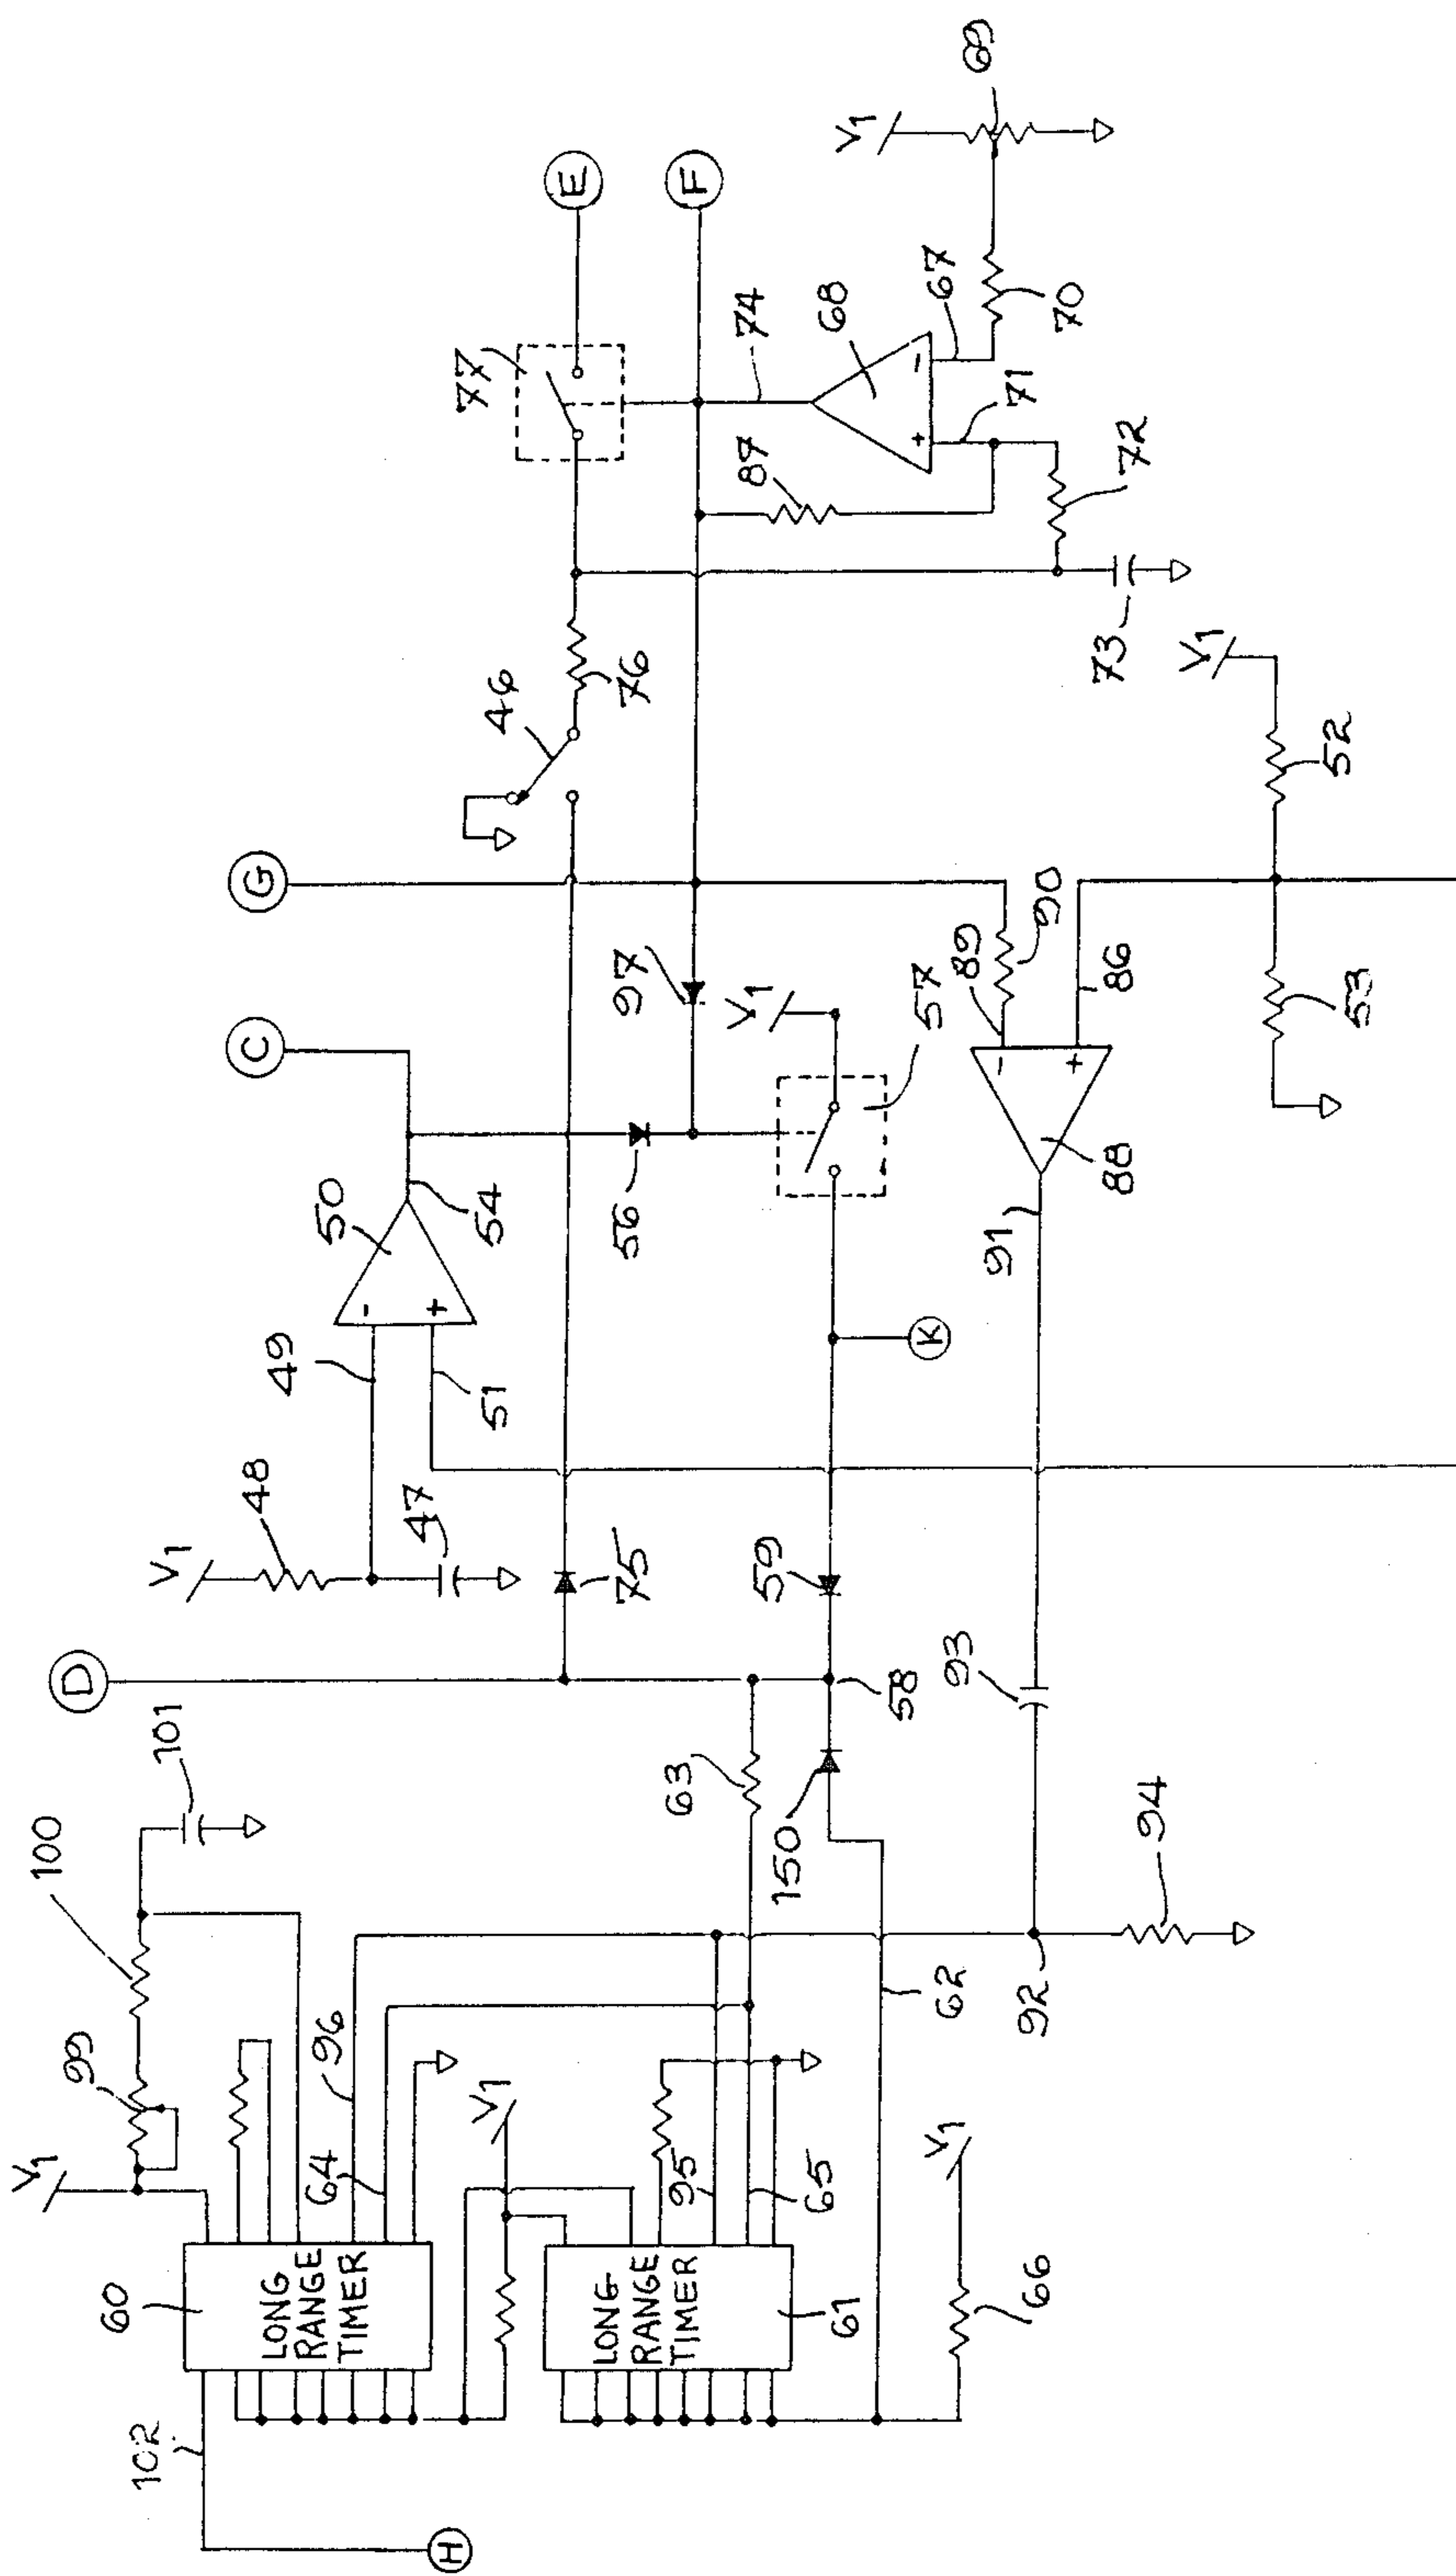 D
C
G
E
F
H
K
V1
101
100
99
V1
48
49
50
47
51
54
46
77
76
74
87
68
V1
69
67
70
71
72
73
102
60
LONG
RANGE
TIMER
64
96
75
56
97
V1
57
V1
LONG
RANGE
TIMER
61
95
65
63
150
58
59
62
92
94
93
91
88
89
90
86
V1
52
53
V1
66
-
+
-
+
+
-